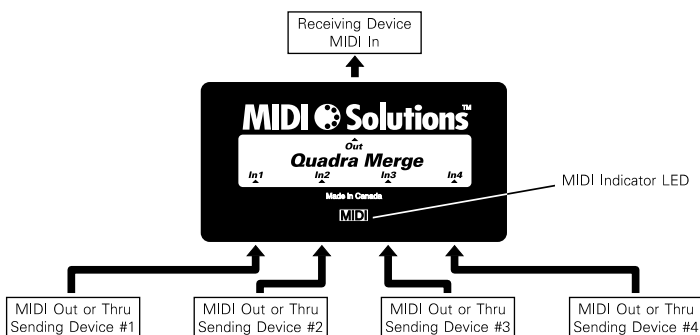 Receiving Device
MIDI In
MIDI Solutions™
Out
Quadra Merge
In1 In2 In3 In4
Made in Canada
MIDI
MIDI Indicator LED
MIDI Out or Thru
Sending Device #1
MIDI Out or Thru
Sending Device #2
MIDI Out or Thru
Sending Device #3
MIDI Out or Thru
Sending Device #4